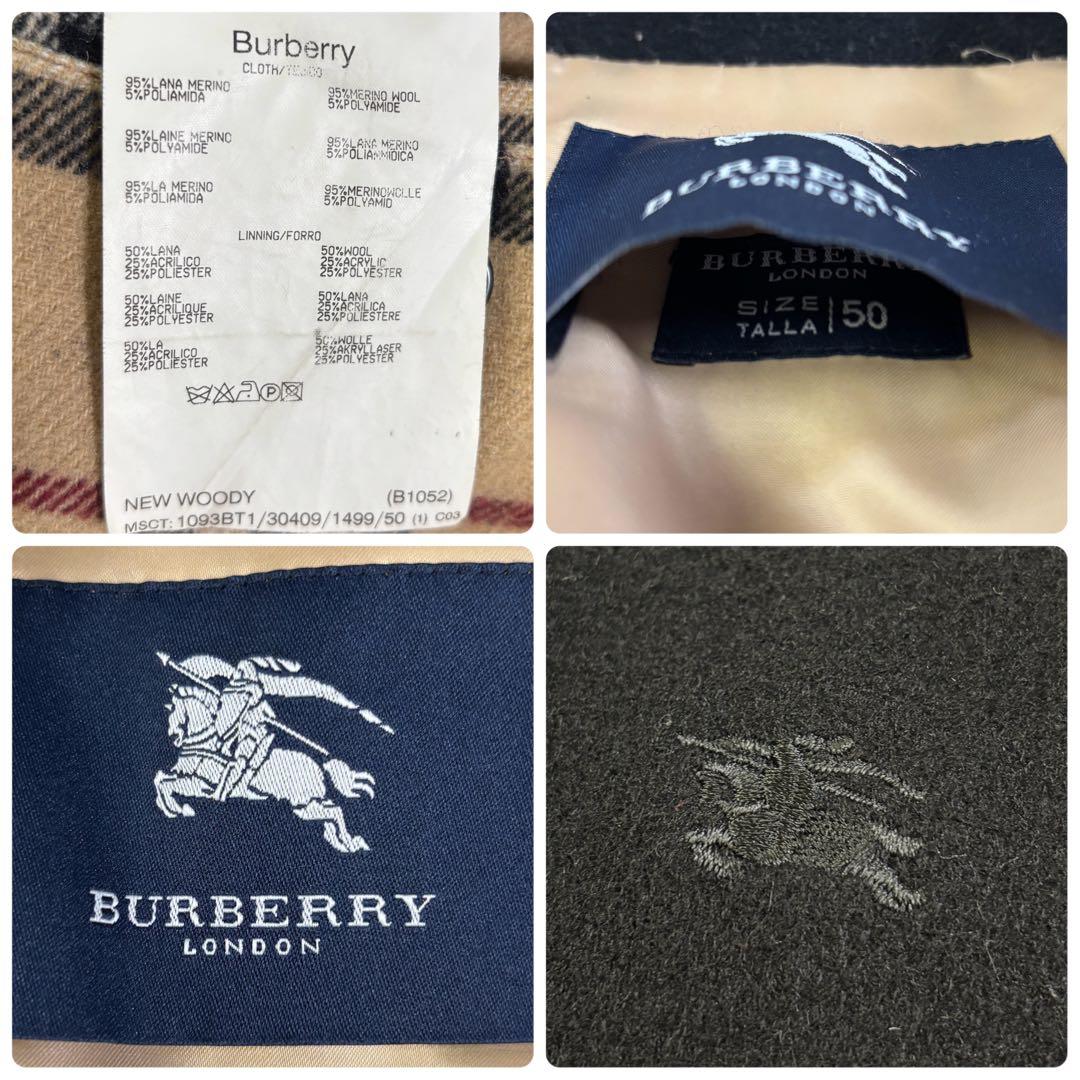 Burberry
CLOTH/TEJIDO
95%LANA MERINO
5%POLIAMIDA
95%MERINO WOOL
5%POLYAMIDE
95%LAINE MERINO
5%POLYAMIDE
95%LANA MERINO
5%POLIAMMIDICA
95%LA MERINO
5%POLIAMIDA
95%MERINOWOLLE
5%POLYAMID
LINNING/FORRO
50%LANA
25%ACRILICO
25%POLIESTER
50%WOOL
25%ACRYLIC
25%POLYESTER
50%LAINE
25%ACRILIQUE
25%POLYESTER
50%LANA
25%ACRILICA
25%POLIESTERE
50%LA
25%ACRILICO
25%POLIESTER
50%WOLLE
25%AKRYLLASER
25%POLYESTER
NEW WOODY (B1052)
MSCT: 1093BT1/30409/1499/50 (1) C03
BURBERRY
LONDON
BURBERRY
LONDON
SIZE
TALLA 50
BURBERRY
LONDON